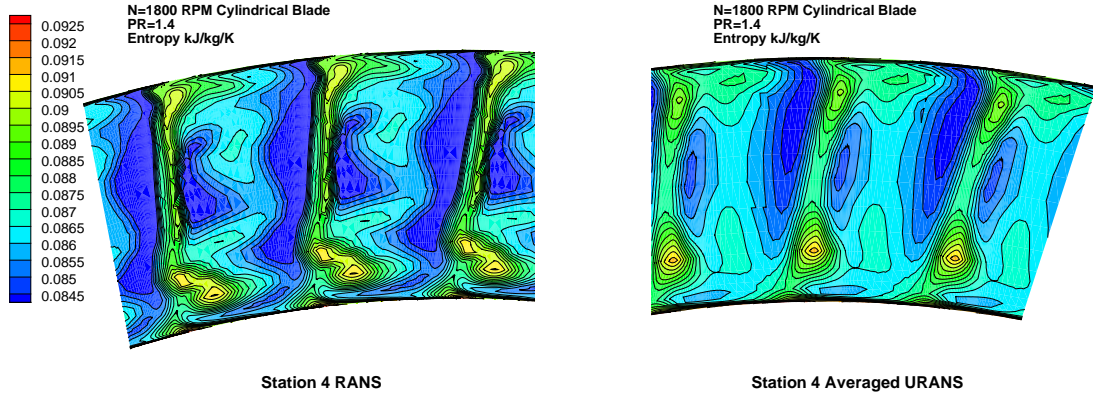 N=1800 RPM Cylindrical Blade
PR=1.4
Entropy kJ/kg/K
0.0925
0.092
0.0915
0.091
0.0905
0.09
0.0895
0.089
0.0885
0.088
0.0875
0.087
0.0865
0.086
0.0855
0.085
0.0845
Station 4 RANS
N=1800 RPM Cylindrical Blade
PR=1.4
Entropy kJ/kg/K
Station 4 Averaged URANS